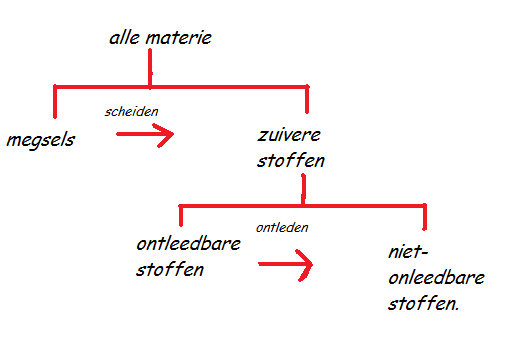 alle materie
scheiden
megsels
zuivere
stoffen
ontleden
ontleedbare
stoffen
niet-
onleedbare
stoffen.